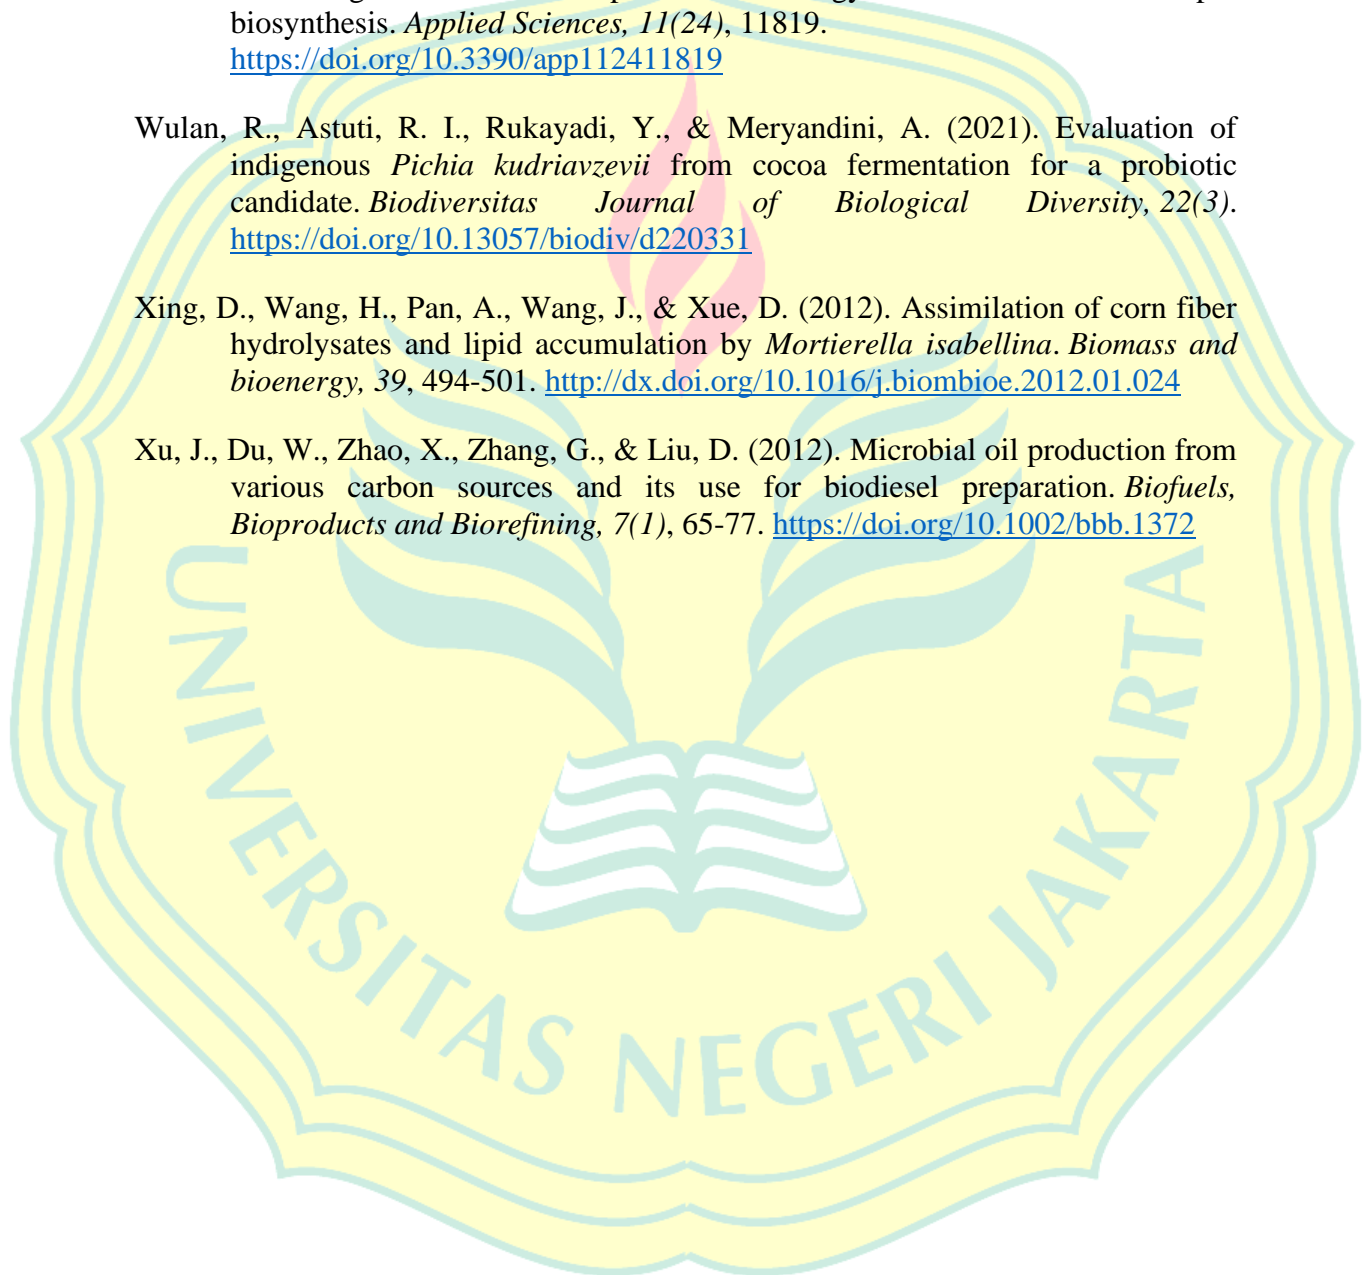 biosynthesis. Applied Sciences, 11(24), 11819.
https://doi.org/10.3390/app112411819
Wulan, R., Astuti, R. I., Rukayadi, Y., & Meryandini, A. (2021). Evaluation of
indigenous Pichia kudriavzevii from cocoa fermentation for a probiotic
candidate. Biodiversitas Journal of Biological Diversity, 22(3).
https://doi.org/10.13057/biodiv/d220331
Xing, D., Wang, H., Pan, A., Wang, J., & Xue, D. (2012). Assimilation of corn fiber
hydrolysates and lipid accumulation by Mortierella isabellina. Biomass and
bioenergy, 39, 494-501. http://dx.doi.org/10.1016/j.biombioe.2012.01.024
Xu, J., Du, W., Zhao, X., Zhang, G., & Liu, D. (2012). Microbial oil production from
various carbon sources and its use for biodiesel preparation. Biofuels,
Bioproducts and Biorefining, 7(1), 65-77. https://doi.org/10.1002/bbb.1372
UNIVERSITAS NEGERI JAKARTA